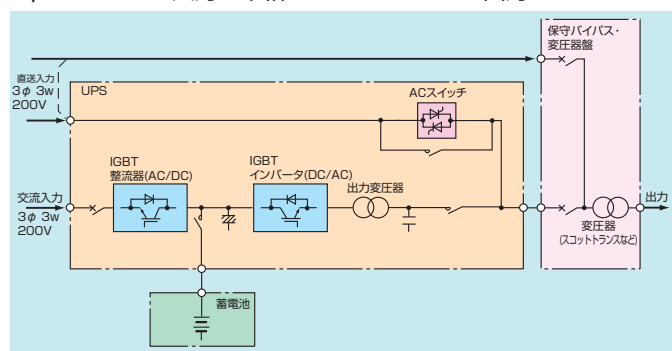 保守バイパス・
変圧器盤
直送入力
3φ 3w
200V
UPS
ACスイッチ
IGBT
整流器(AC/DC)
IGBT
インバータ(DC/AC)
出力変圧器
交流入力
3φ 3w
200V
出力
変圧器
(スコットトランスなど)
蓄電池